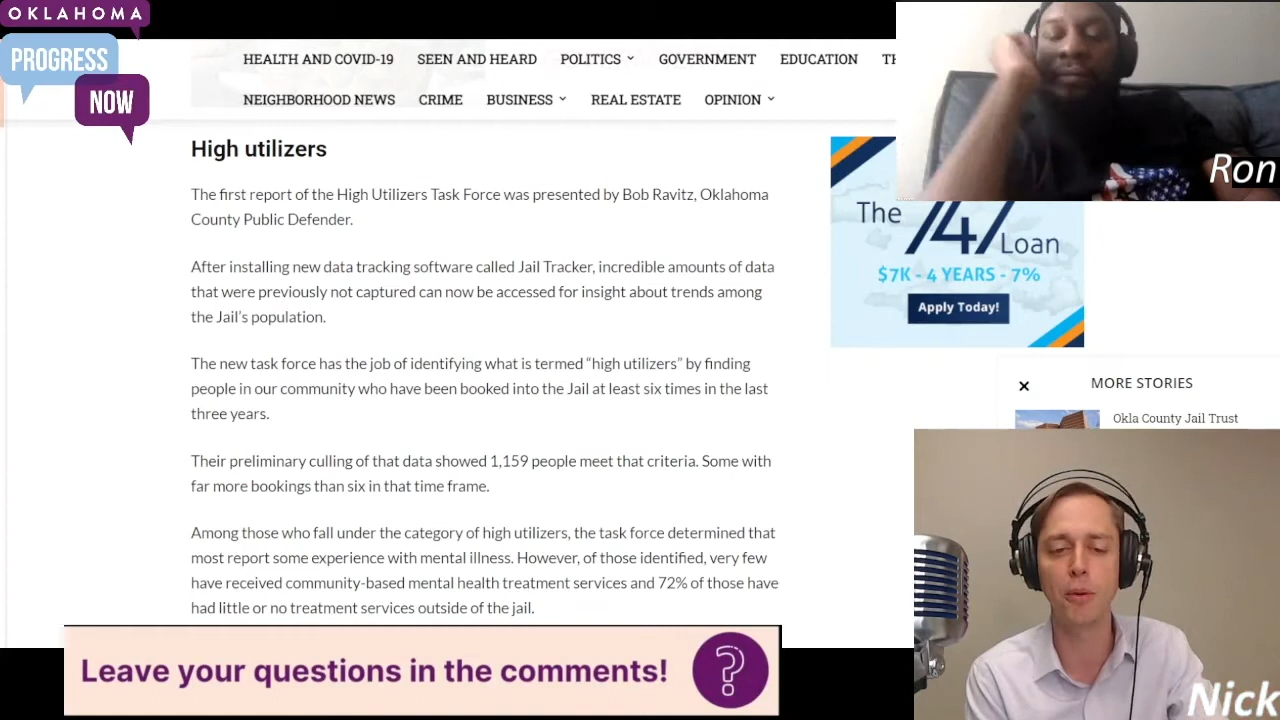 OKLAHOMA
PROGRESS
NOW
HEALTH AND COVID-19 SEEN AND HEARD POLITICS GOVERNMENT EDUCATION
NEIGHBORHOOD NEWS CRIME BUSINESS REAL ESTATE OPINION
High utilizers
The first report of the High Utilizers Task Force was presented by Bob Ravitz, Oklahoma
County Public Defender.
After installing new data tracking software called Jail Tracker, incredible amounts of data
that were previously not captured can now be accessed for insight about trends among
the Jail’s population.
The new task force has the job of identifying what is termed “high utilizers” by finding
people in our community who have been booked into the Jail at least six times in the last
three years.
Their preliminary culling of that data showed 1,159 people meet that criteria. Some with
far more bookings than six in that time frame.
Among those who fall under the category of high utilizers, the task force determined that
most report some experience with mental illness. However, of those identified, very few
have received community-based mental health treatment services and 72% of those have
had little or no treatment services outside of the jail.
Leave your questions in the comments!
?
Ron
The 747 Loan
$7K - 4 YEARS - 7%
Apply Today!
MORE STORIES
Okla County Jail Trust
Nick